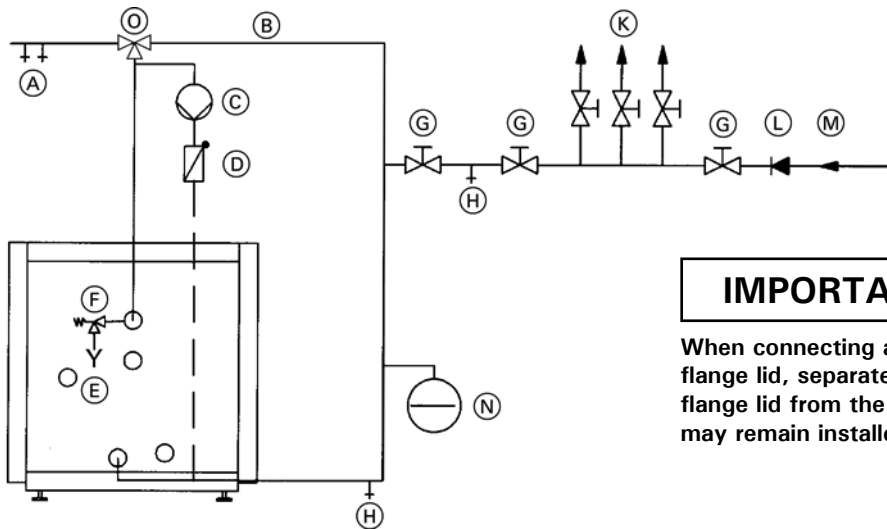 O
B
K
A
C
G
G
G
L
M
D
H
IMPORTA
When connecting a
flange lid, separate
flange lid from the
may remain installe
F
E
N
H